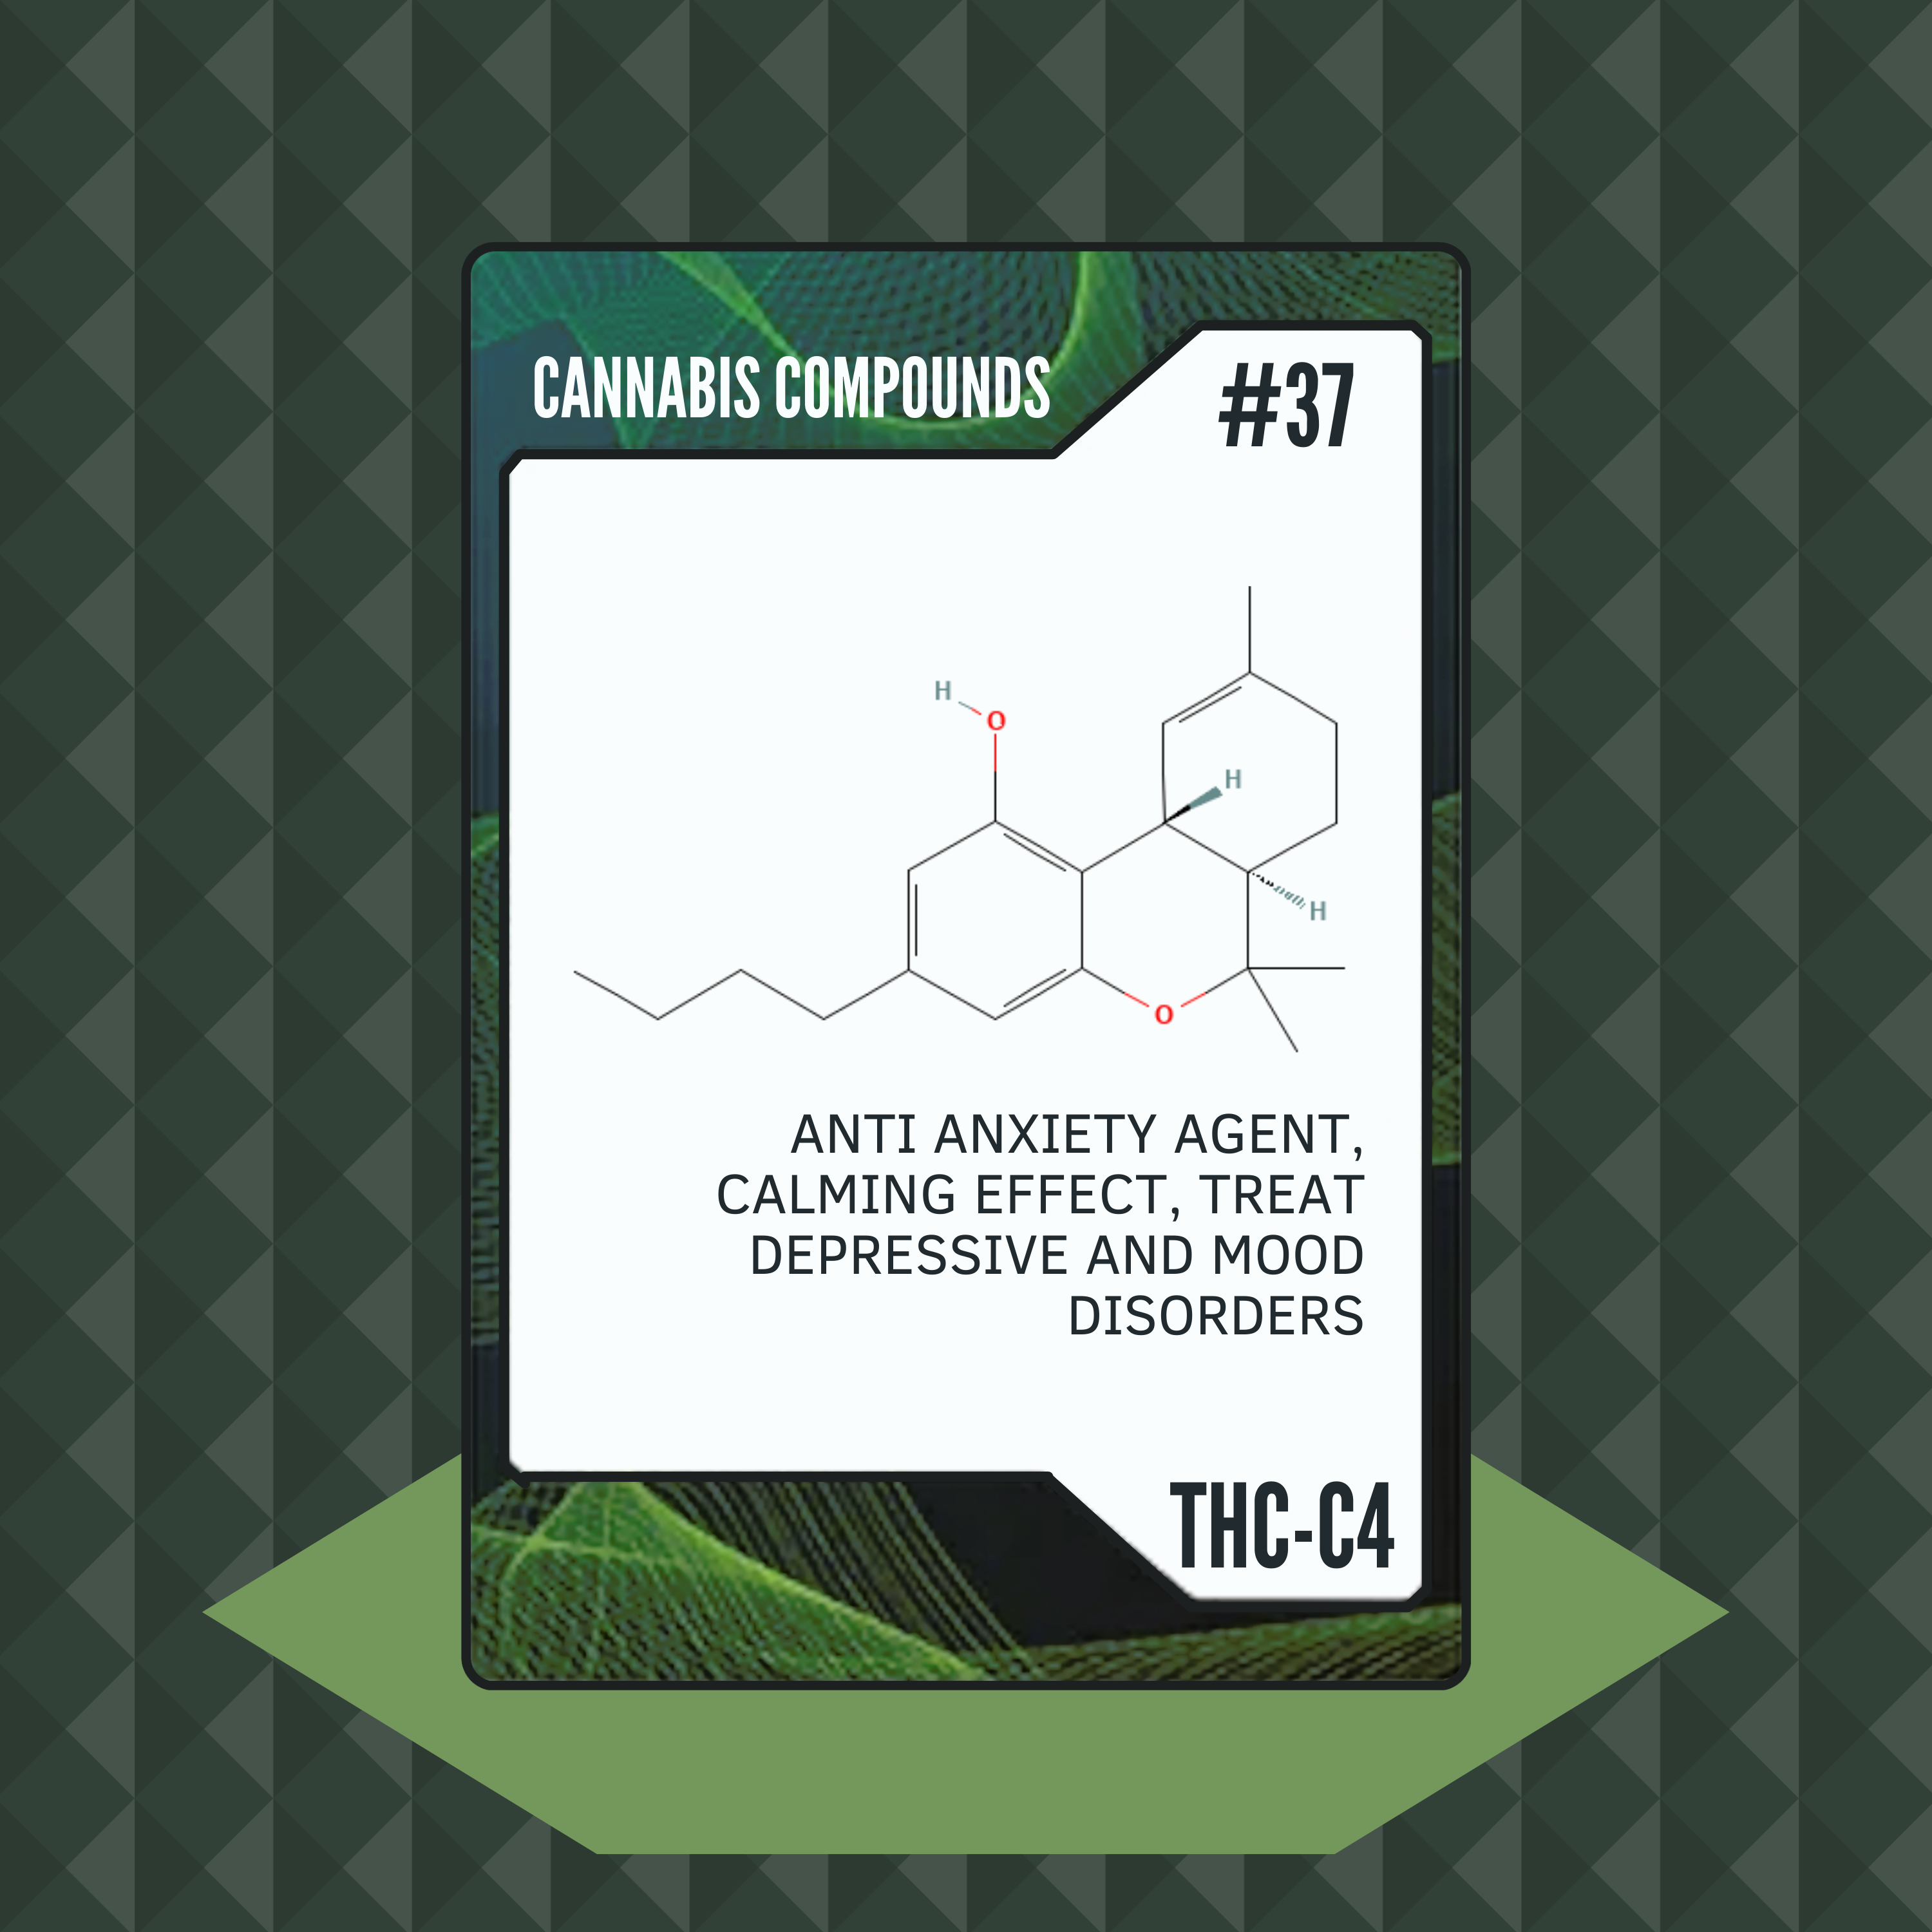 CANNABIS COMPOUNDS
#37
H
O
H
H
O
ANTI ANXIETY AGENT,
CALMING EFFECT, TREAT
DEPRESSIVE AND MOOD
DISORDERS
THC-C4